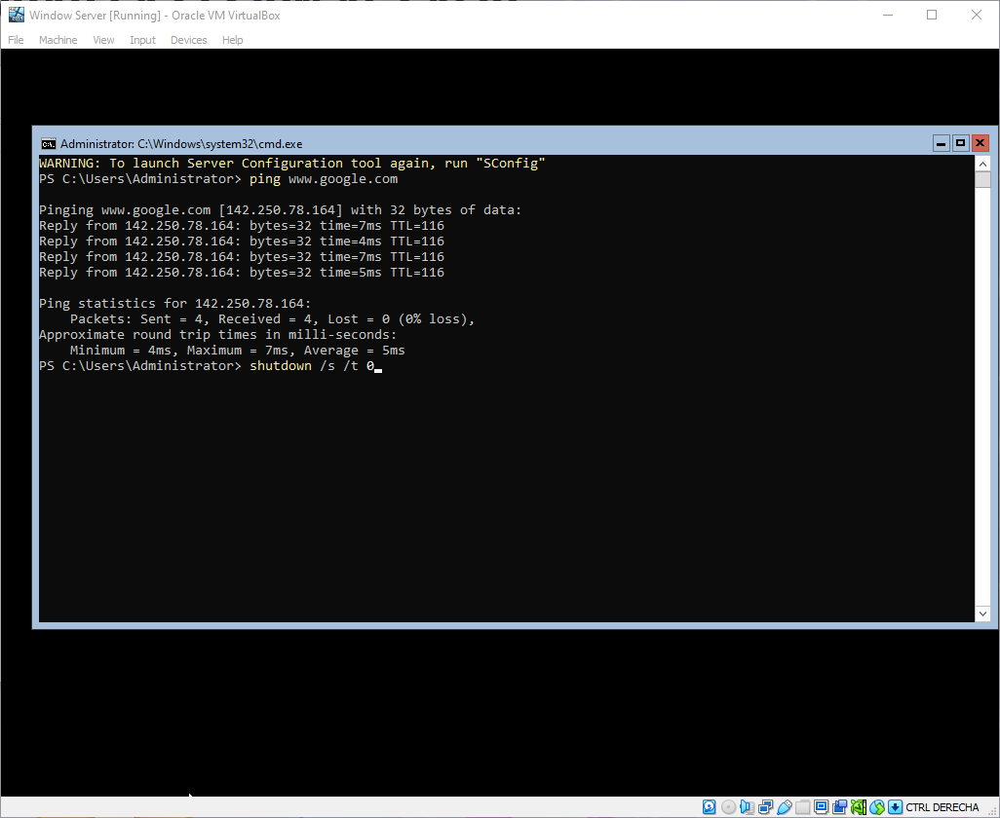 Window Server [Running] - Oracle VM VirtualBox
File Machine View Input Devices Help
Administrator: C:\Windows\system32\cmd.exe
WARNING: To launch Server Configuration tool again, run "SConfig"
PS C:\Users\Administrator> ping www.google.com
Pinging www.google.com [142.250.78.164] with 32 bytes of data:
Reply from 142.250.78.164: bytes=32 time=7ms TTL=116
Reply from 142.250.78.164: bytes=32 time=4ms TTL=116
Reply from 142.250.78.164: bytes=32 time=7ms TTL=116
Reply from 142.250.78.164: bytes=32 time=5ms TTL=116
Ping statistics for 142.250.78.164:
Packets: Sent = 4, Received = 4, Lost = 0 (0% loss),
Approximate round trip times in milli-seconds:
Minimum = 4ms, Maximum = 7ms, Average = 5ms
PS C:\Users\Administrator> shutdown /s /t 0
CTRL DERECHA